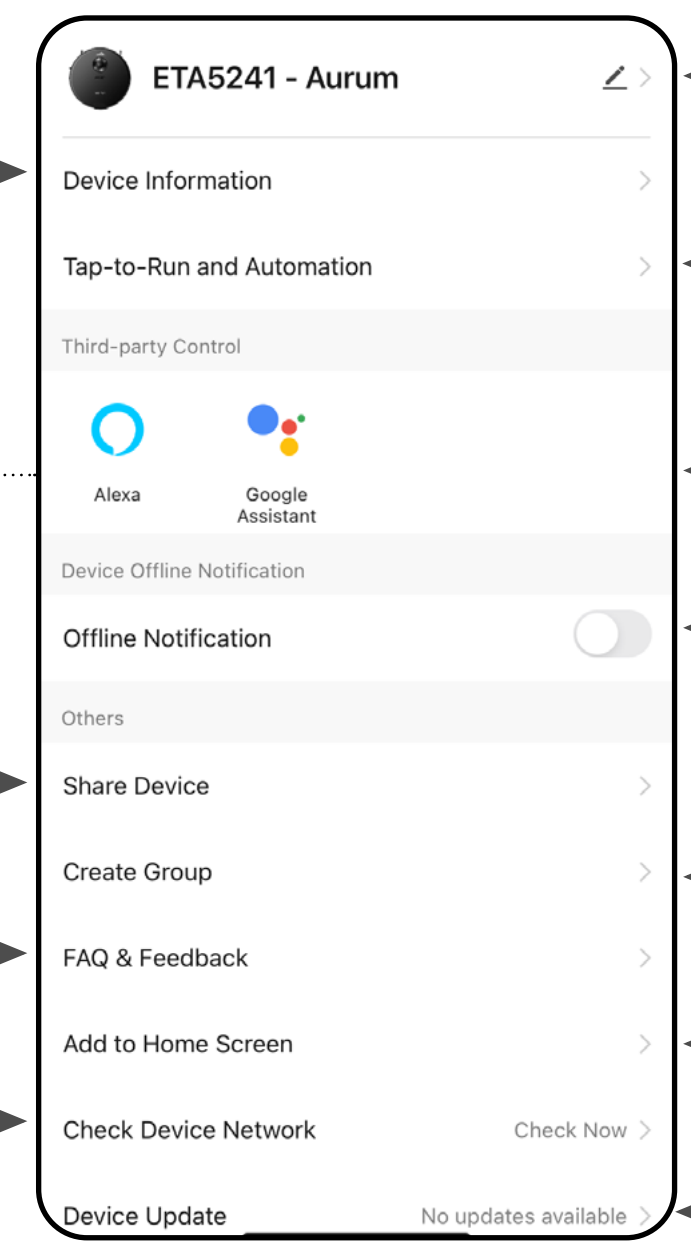 ETA5241 - Aurum
Device Information
Tap-to-Run and Automation
Third-party Control
Alexa
Google
Assistant
Device Offline Notification
Offline Notification
Others
Share Device
Create Group
FAQ & Feedback
Add to Home Screen
Check Device Network Check Now
Device Update No updates available